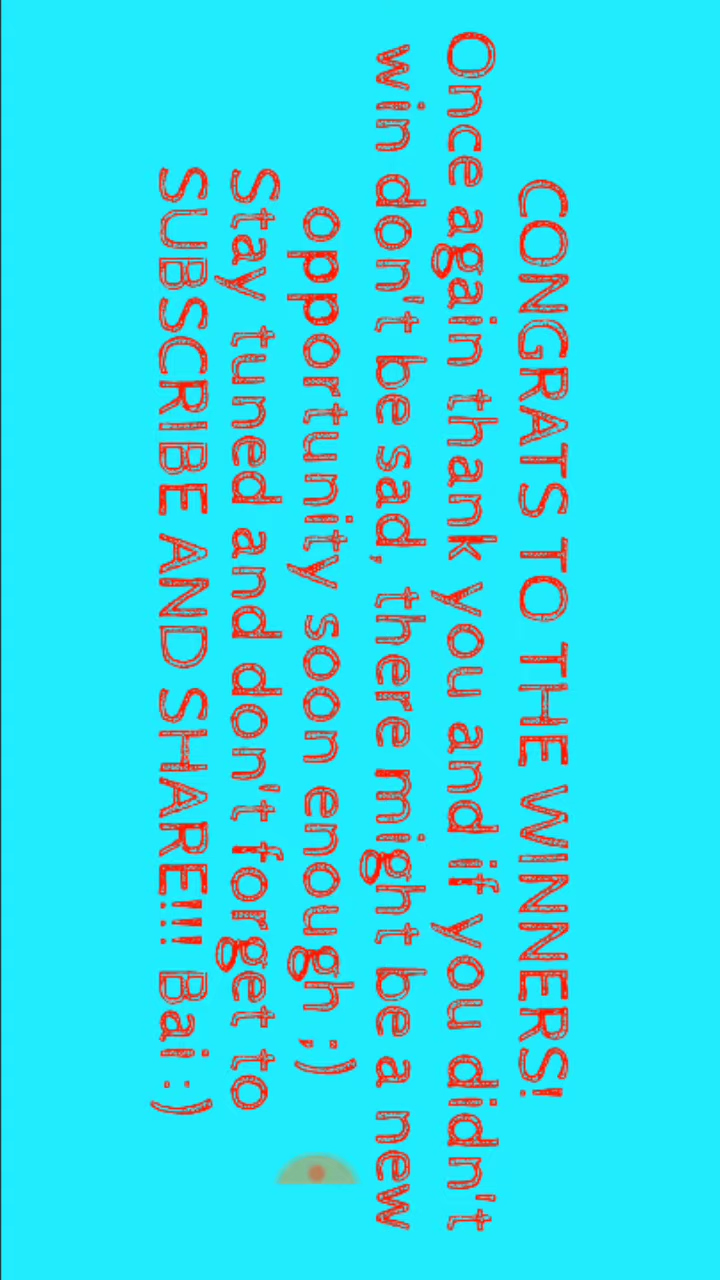 CONGRATS TO THE WINNERS!
Once again thank you and if you didn't
win don't be sad, there might be a new
opportunity soon enough ;)
Stay tuned and don't forget to
SUBSCRIBE AND SHARE!!! Bai :)